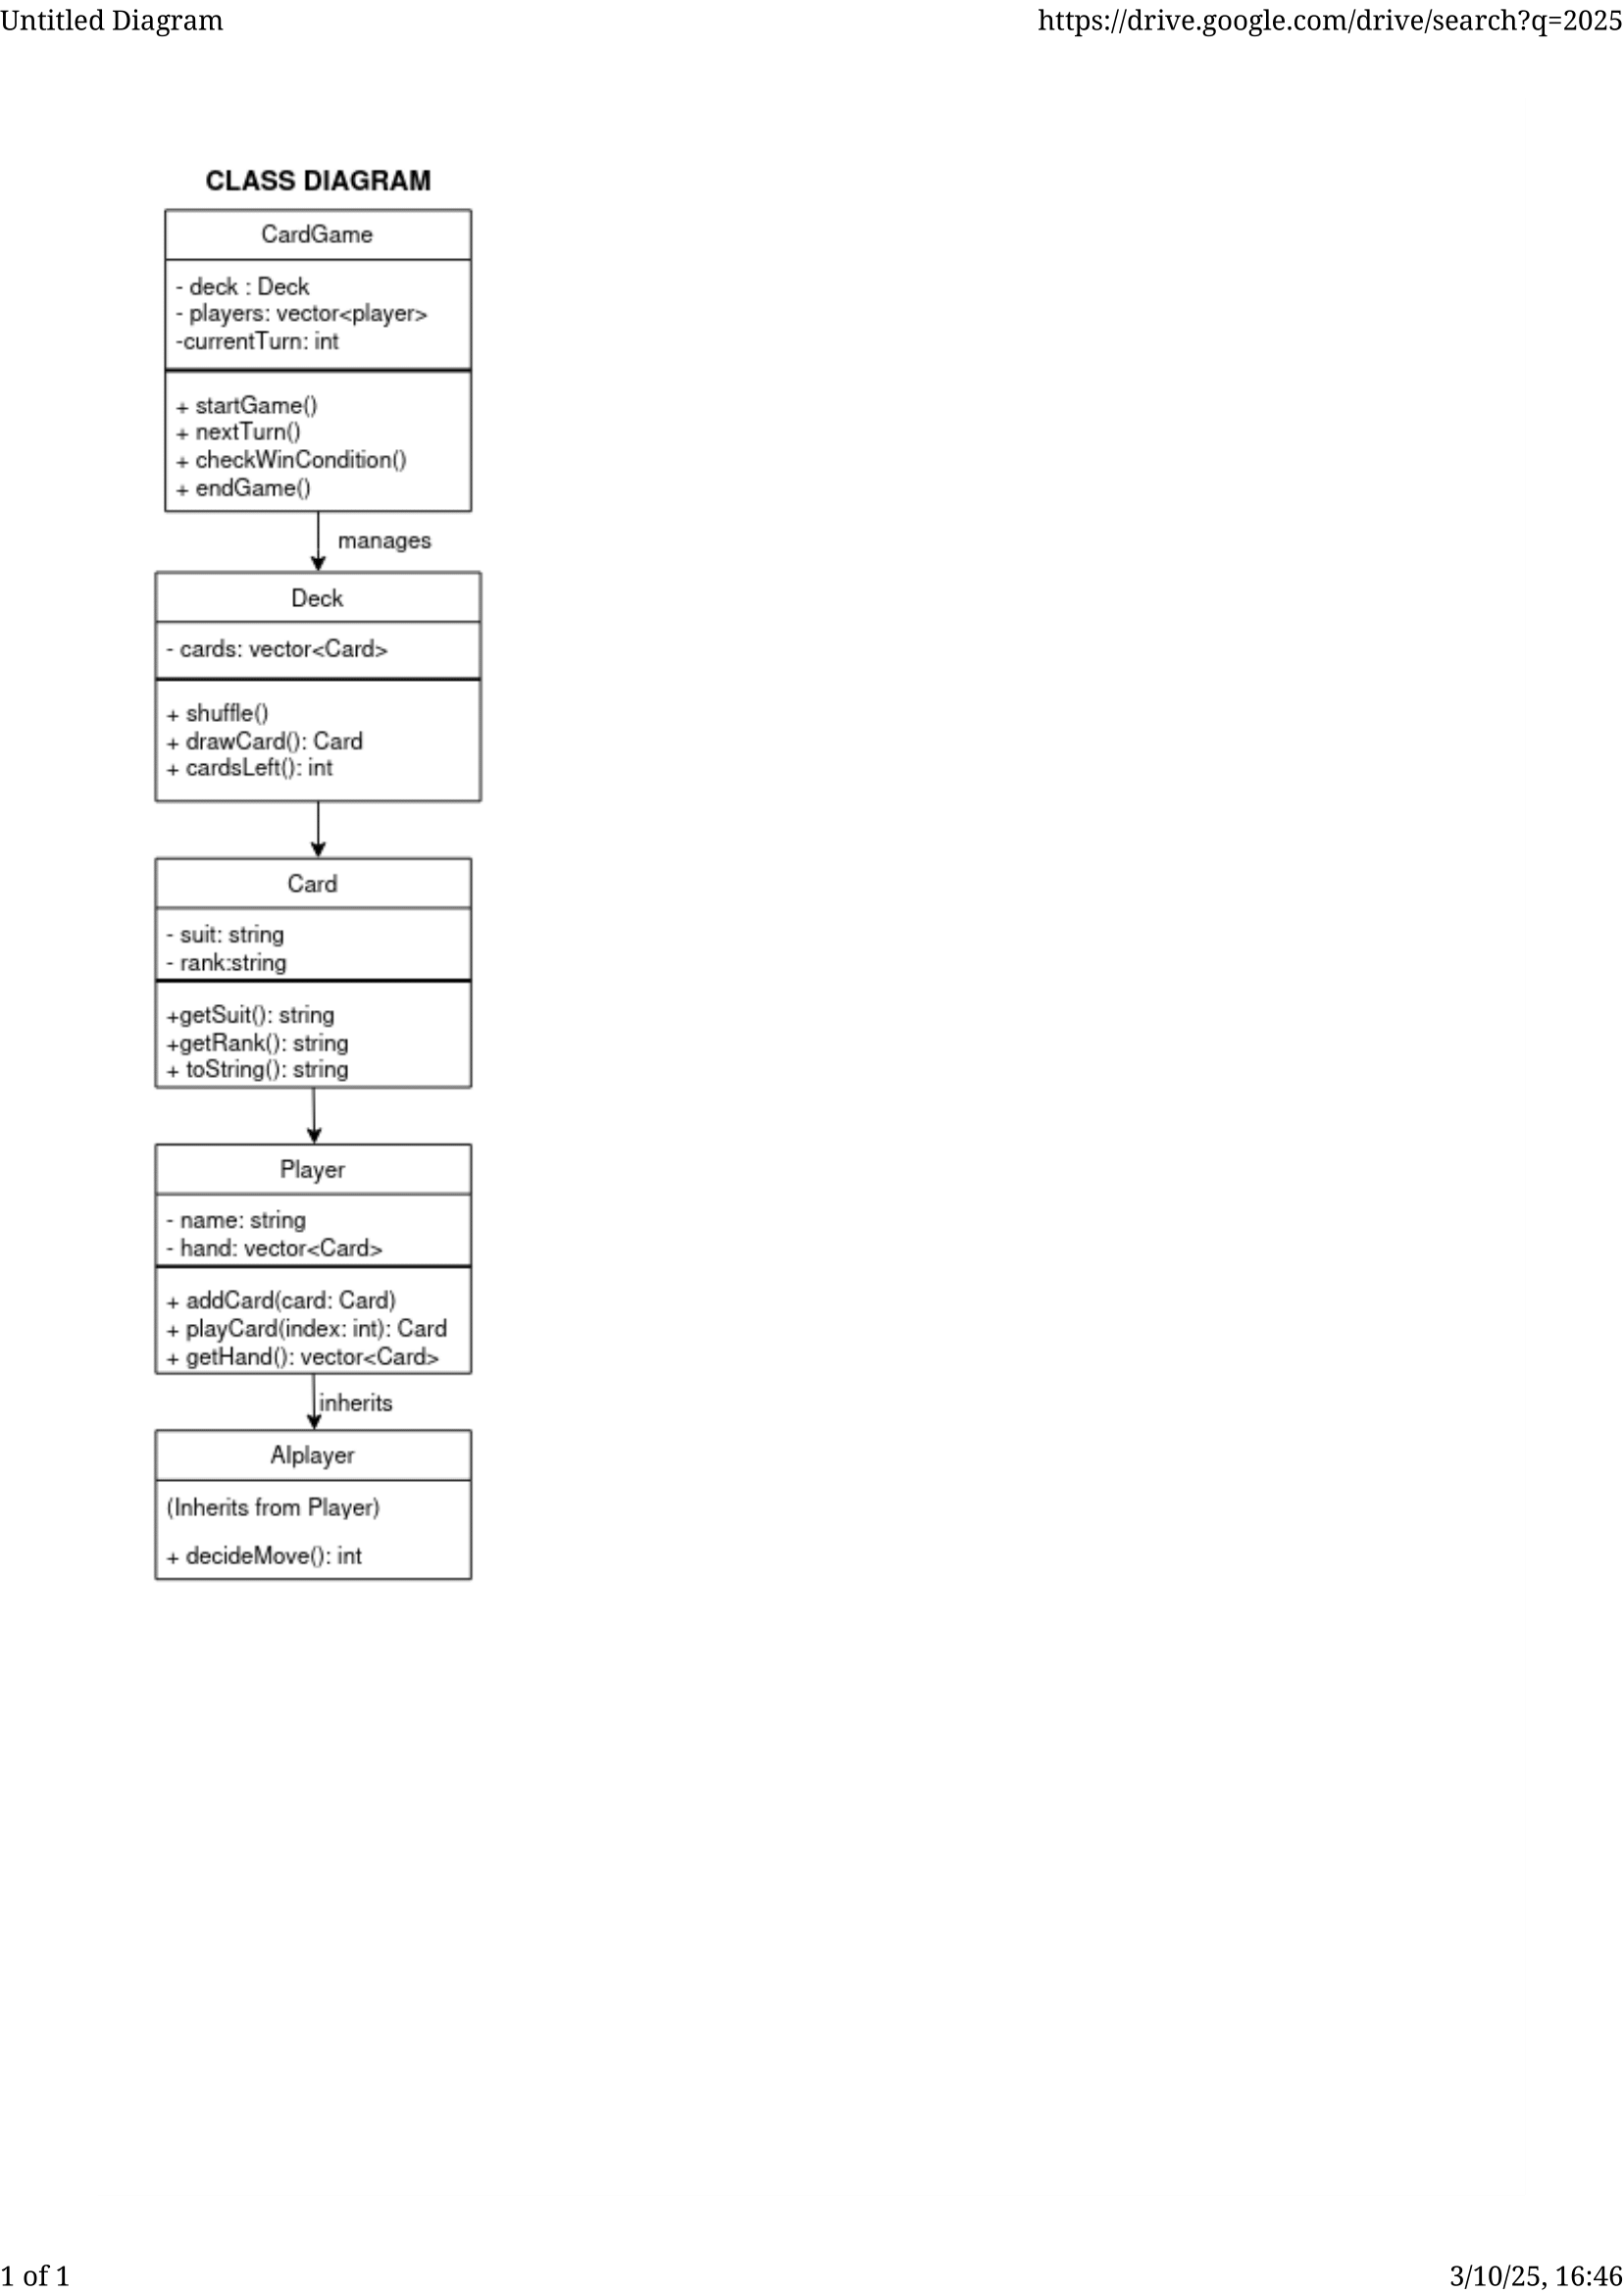 Untitled Diagram
https://drive.google.com/drive/search?q=2025
CLASS DIAGRAM
CardGame
- deck : Deck
- players: vector<player>
-currentTurn: int
+ startGame()
+ nextTurn()
+ checkWinCondition()
+ endGame()
manages
Deck
- cards: vector<Card>
+ shuffle()
+ drawCard(): Card
+ cardsLeft(): int
Card
- suit: string
- rank:string
+getSuit(): string
+getRank(): string
+ toString(): string
Player
- name: string
- hand: vector<Card>
+ addCard(card: Card)
+ playCard(index: int): Card
+ getHand(): vector<Card>
inherits
AIplayer
(Inherits from Player)
+ decideMove(): int
1 of 1
3/10/25, 16:46